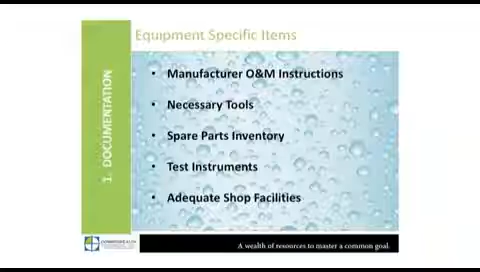 Equipment Specific Items
1. DOCUMENTATION
• Manufacturer O&M Instructions
• Necessary Tools
• Spare Parts Inventory
• Test Instruments
• Adequate Shop Facilities
A wealth of resources to master a common goal.